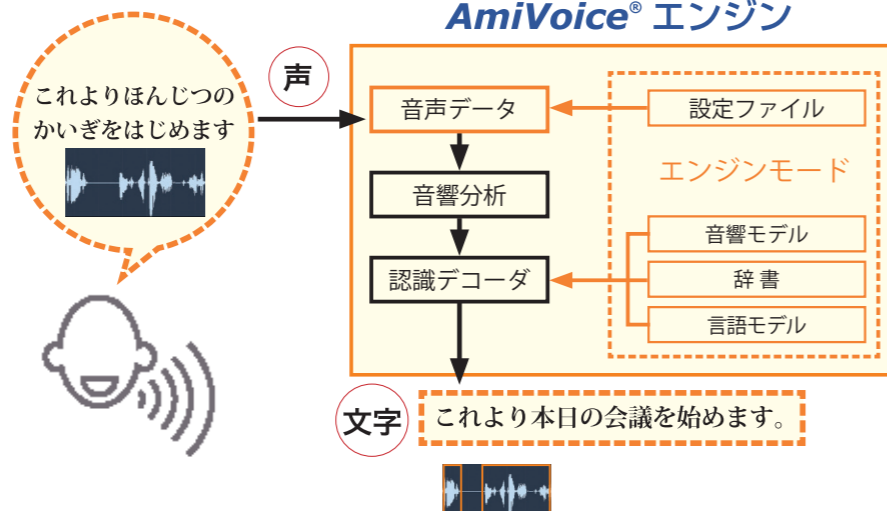 AmiVoice® エンジン
声
これよりほんじつの
かいぎをはじめます
音声データ
設定ファイル
エンジンモード
音響分析
音響モデル
認識デコーダ
辞書
言語モデル
文字
これより本日の会議を始めます。